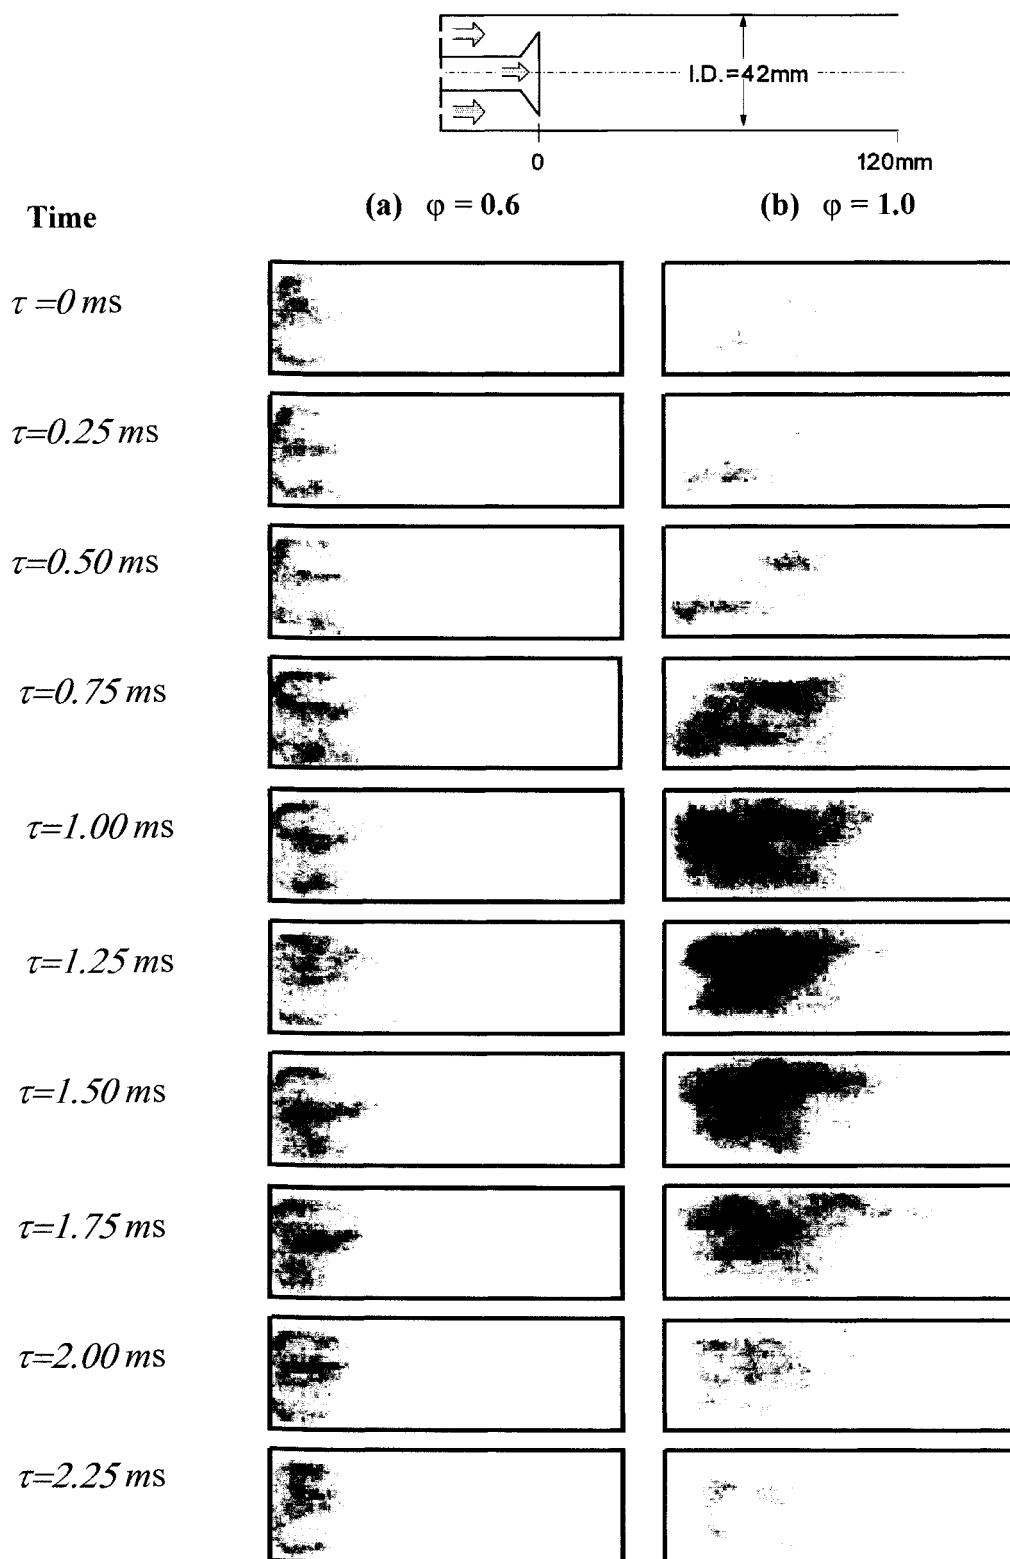 I.D.=42mm
0 120mm
Time (a) φ = 0.6 (b) φ = 1.0
τ =0 ms
τ=0.25 ms
τ=0.50 ms
τ=0.75 ms
τ=1.00 ms
τ=1.25 ms
τ=1.50 ms
τ=1.75 ms
τ=2.00 ms
τ=2.25 ms